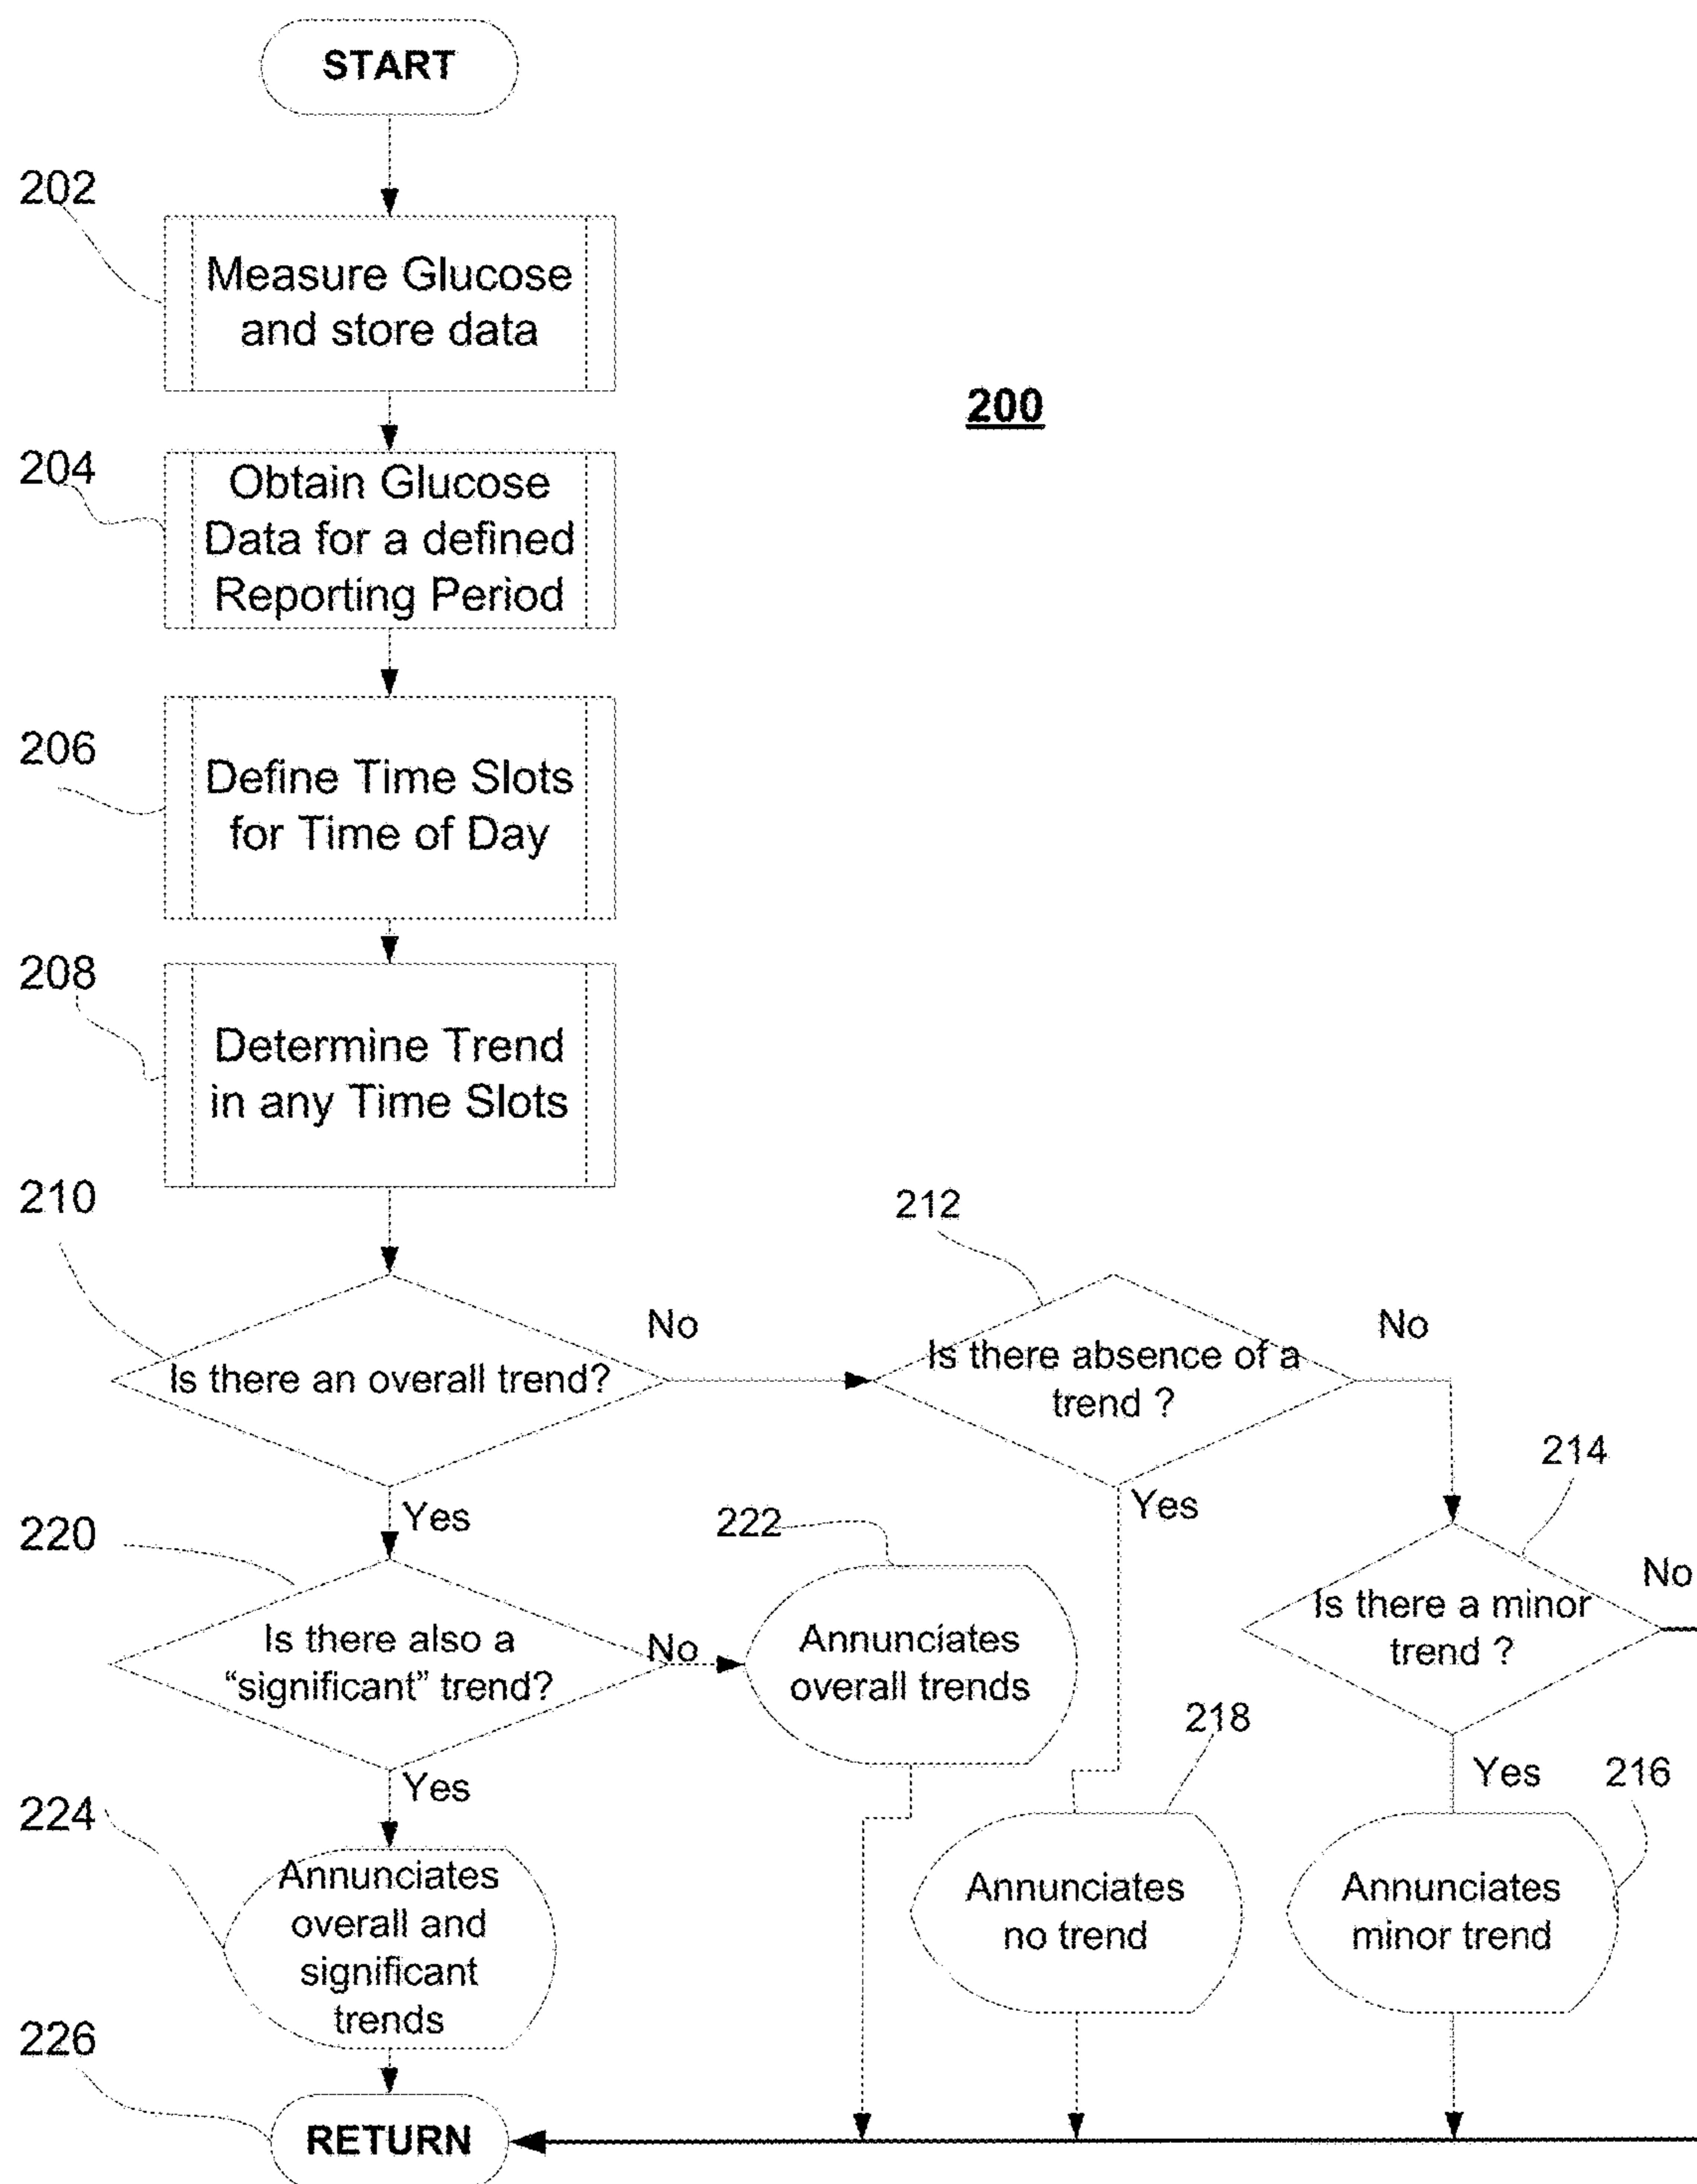 START
202
Measure Glucose
and store data
200
204
Obtain Glucose
Data for a defined
Reporting Period
206
Define Time Slots
for Time of Day
208
Determine Trend
in any Time Slots
210
Is there an overall trend?
No
212
Is there absence of a
trend ?
No
Yes
214
Is there a minor
trend ?
No
Yes
220
Is there also a
“significant” trend?
No
222
Annunciates
overall trends
Yes
218
Annunciates
no trend
Yes
216
Annunciates
minor trend
224
Annunciates
overall and
significant
trends
226
RETURN